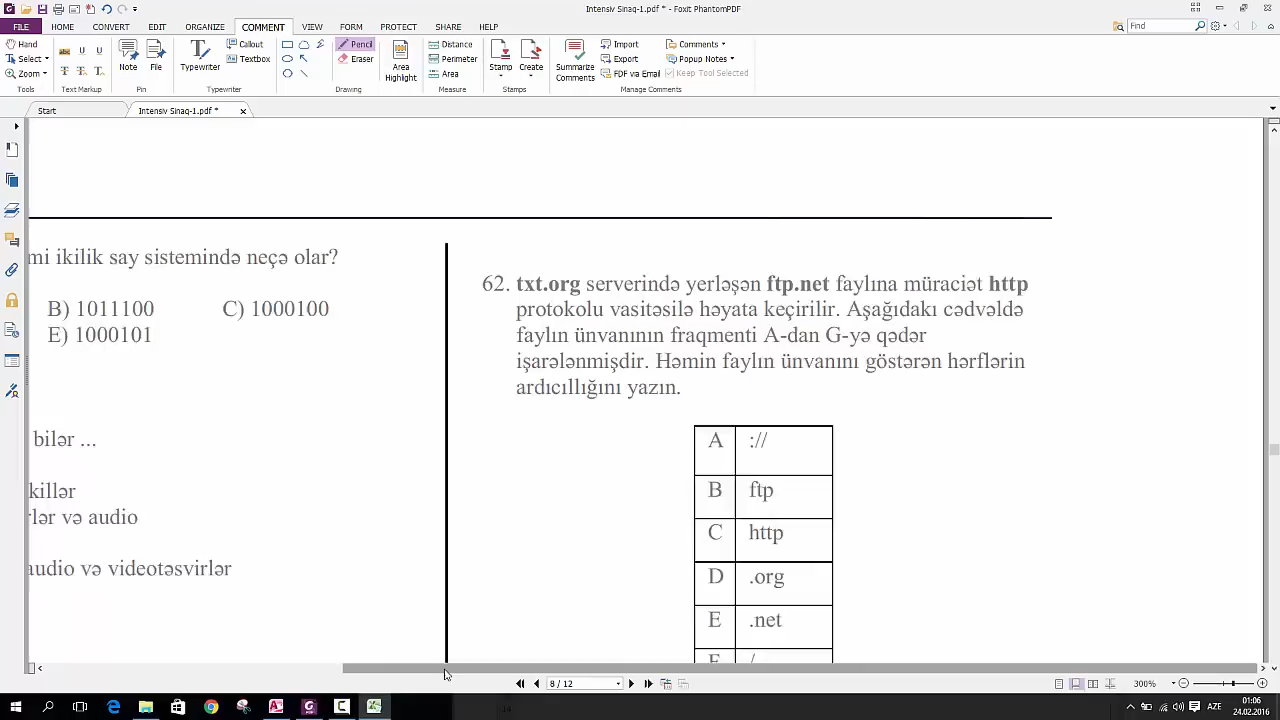 Intensiv Sinaq-1.pdf * - Foxit PhantomPDF
FILE HOME CONVERT EDIT ORGANIZE COMMENT VIEW FORM PROTECT SHARE HELP
Find
Hand
Select
Zoom
Tools
Text Markup
Note
File
Pin
Typewriter
Callout
Textbox
Typewriter
Pencil
Eraser
Area Highlight
Drawing
Distance
Perimeter
Area
Measure
Stamp
Create
Stamps
Summarize Comments
Import
Export
FDF və Email
Comments
Popup Notes
Keep Tool Selected
Manage Comments
Start
Intensiv Sinaq-1.pdf *
mi ikilik say sistemində neçə olar?
B) 1011100 C) 1000100
E) 1000101
bilər ...
killər
rlər və audio
audio və videotəsvirlər
62. txt.org serverində yerləşən ftp.net faylına müraciət http
protokolu vasitəsilə həyata keçirilir. Aşağıdakı cədvəldə
faylın ünvanının fraqmenti A-dan G-yə qədər
işarələnmişdir. Həmin faylın ünvanını göstərən hərflərin
ardıcıllığını yazın.
A ://
B ftp
C http
D .org
E .net
F /
8 / 12
300%
AZE
01:06
24.02.2016